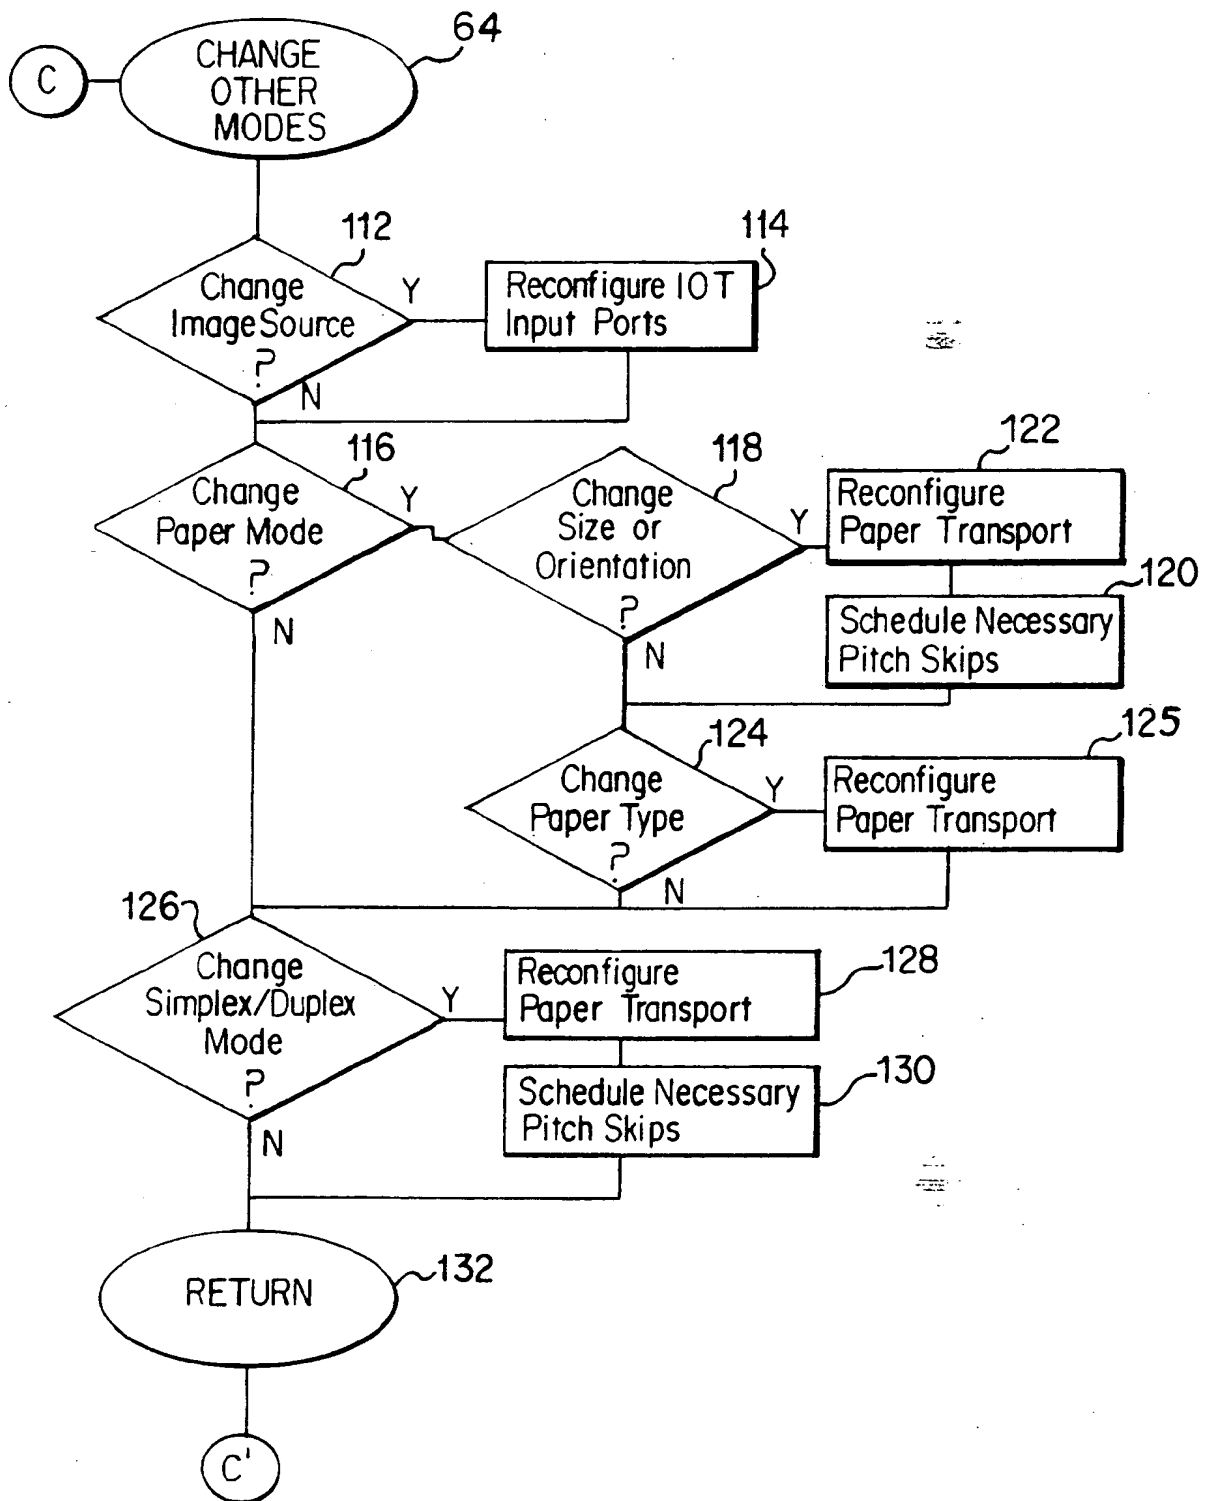 64
C
CHANGE
OTHER
MODES
112
Change
Image Source
?
Y
N
114
Reconfigure IOT
Input Ports
116
Change
Paper Mode
?
Y
N
118
Change
Size or
Orientation
?
Y
N
122
Reconfigure
Paper Transport
120
Schedule Necessary
Pitch Skips
124
Change
Paper Type
?
Y
N
125
Reconfigure
Paper Transport
126
Change
Simplex/Duplex
Mode
?
Y
N
128
Reconfigure
Paper Transport
130
Schedule Necessary
Pitch Skips
RETURN
132
C'